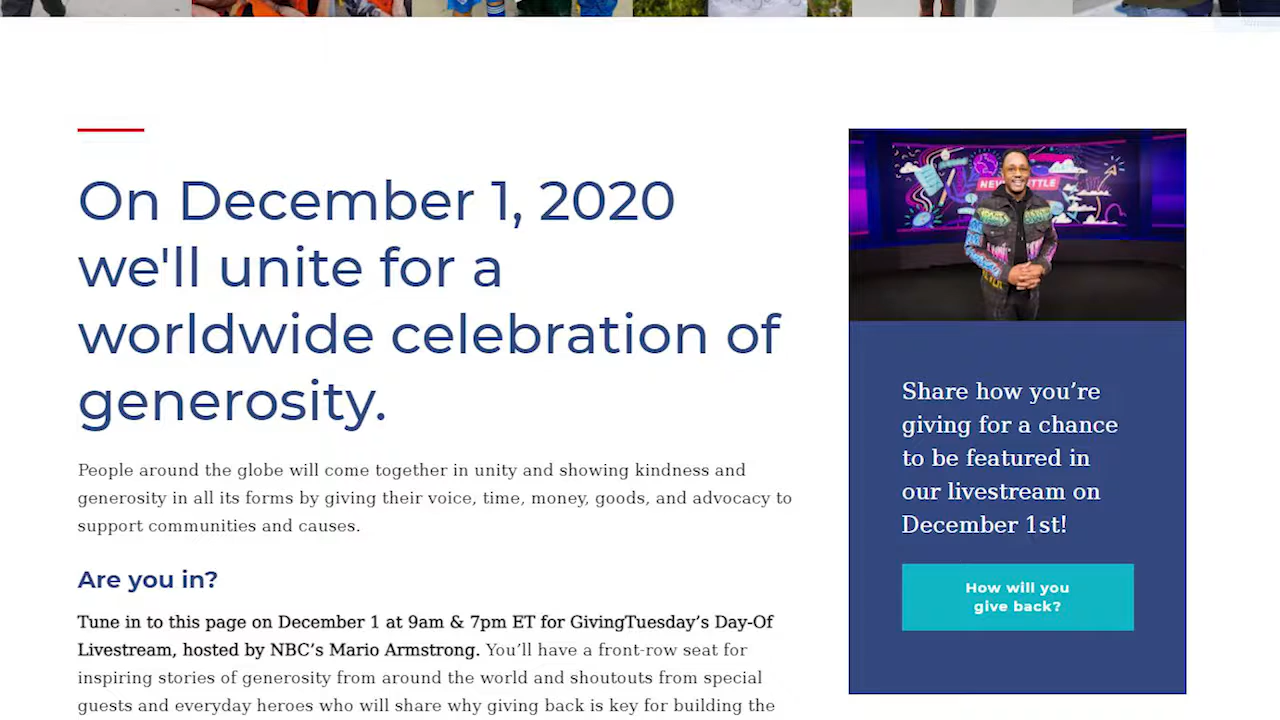 On December 1, 2020
we'll unite for a
worldwide celebration of
generosity.
People around the globe will come together in unity and showing kindness and
generosity in all its forms by giving their voice, time, money, goods, and advocacy to
support communities and causes.
Are you in?
Tune in to this page on December 1 at 9am & 7pm ET for GivingTuesday’s Day-Of
Livestream, hosted by NBC’s Mario Armstrong. You’ll have a front-row seat for
inspiring stories of generosity from around the world and shoutouts from special
guests and everyday heroes who will share why giving back is key for building the
Share how you’re
giving for a chance
to be featured in
our livestream on
December 1st!
How will you
give back?